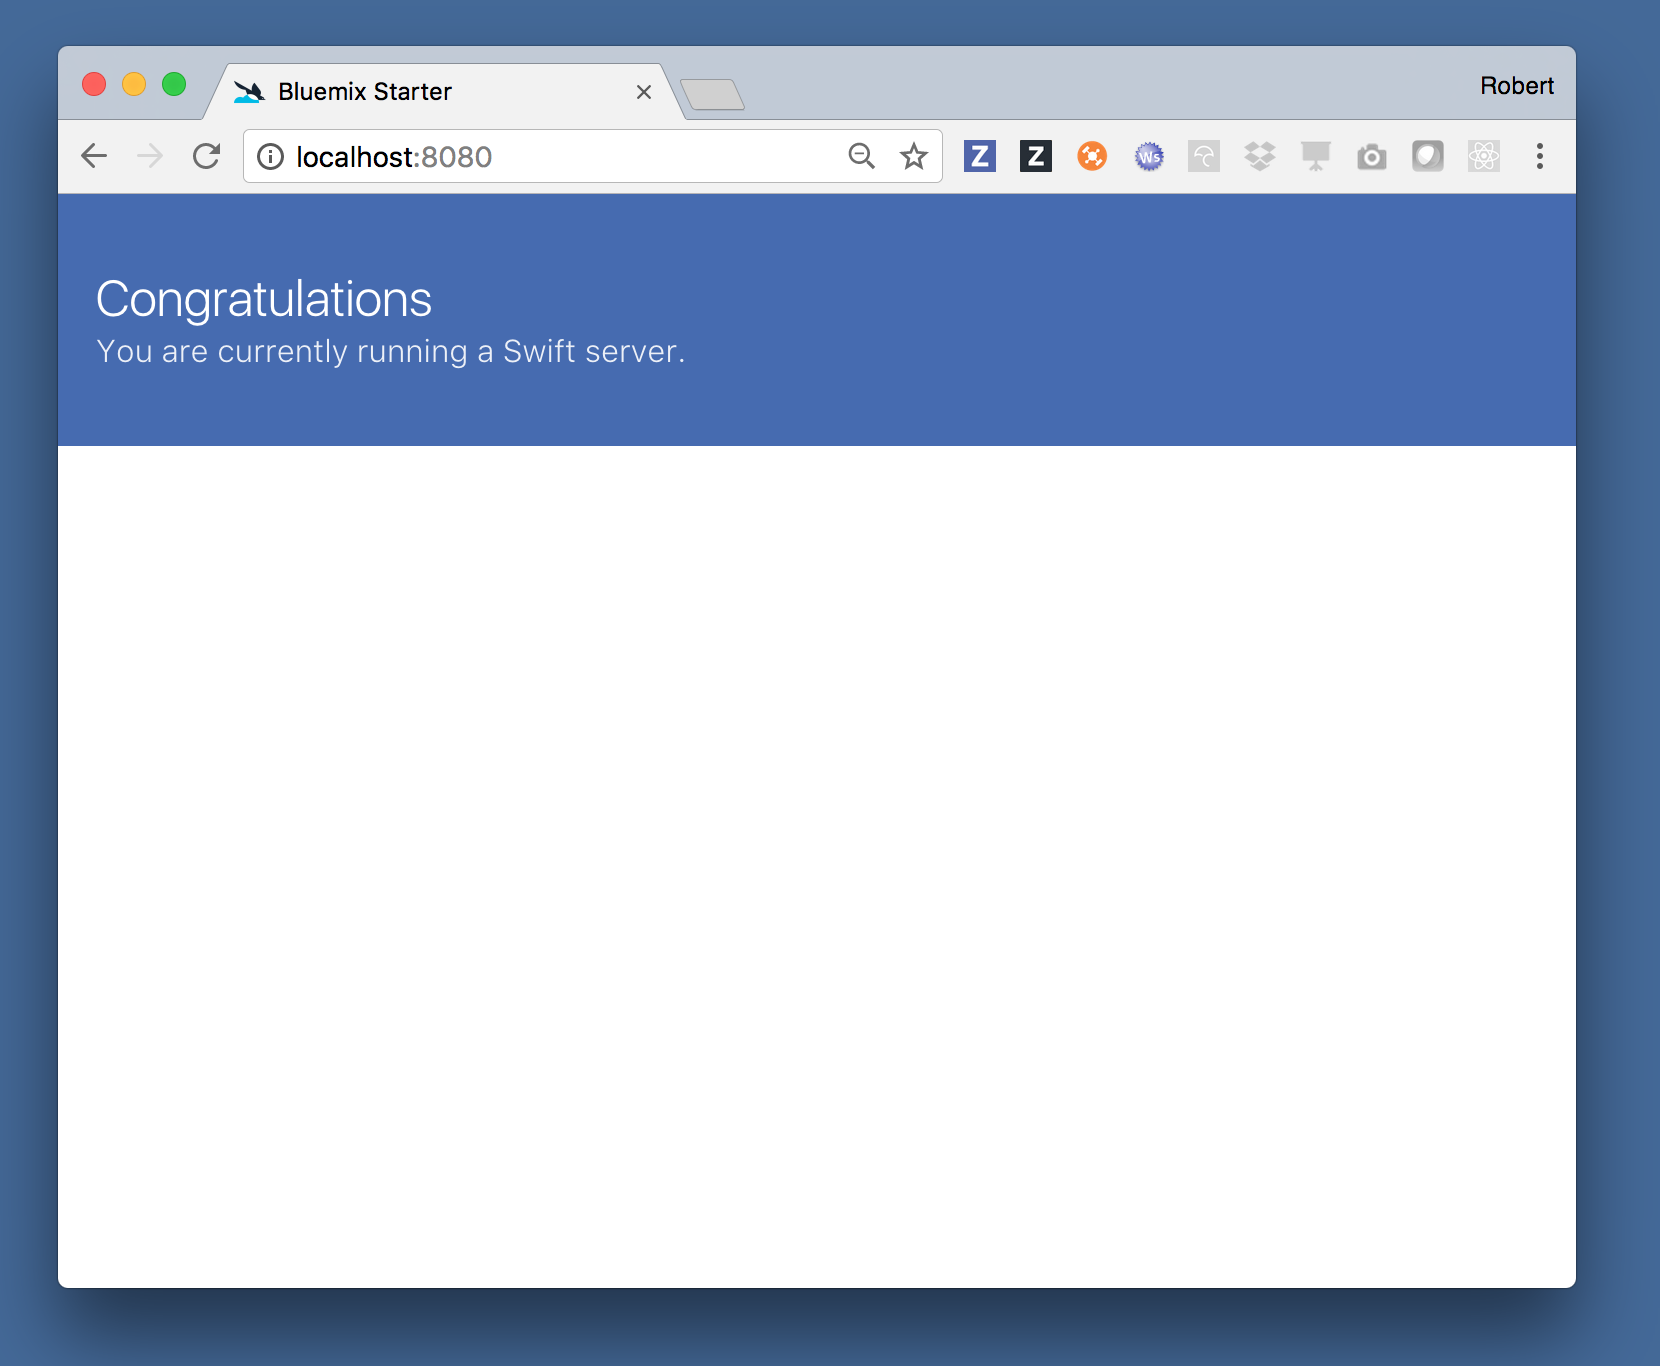 Bluemix Starter
Robert
localhost:8080
Z
Z
Ws
Congratulations
You are currently running a Swift server.